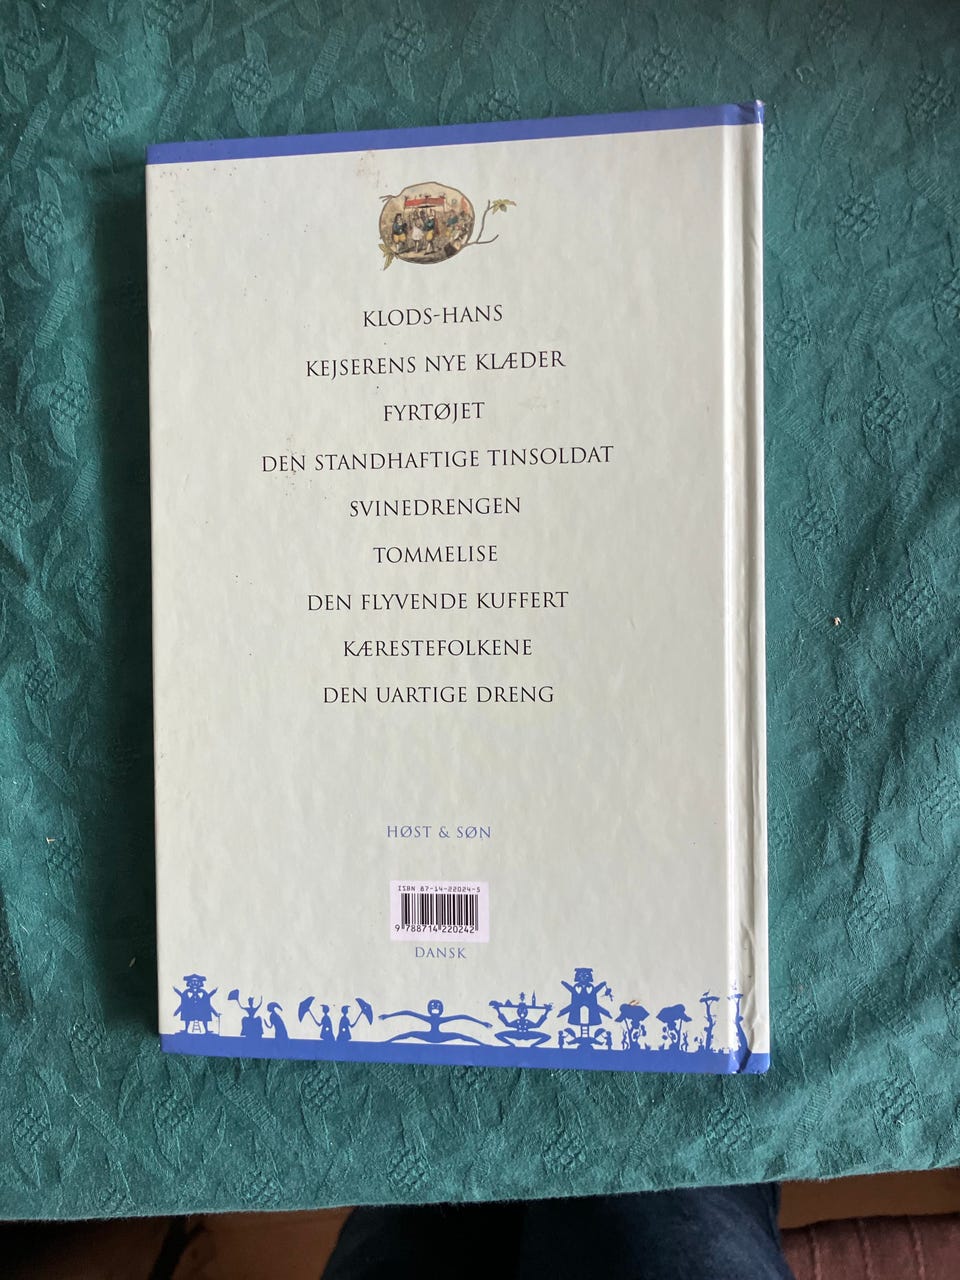 KLODS-HANS
KEJSERENS NYE KLÆDER
FYRTØJET
DEN STANDHAFTIGE TINSOLDAT
SVINEDRENGEN
TOMMELISE
DEN FLYVENDE KUFFERT
KÆRESTEFOLKENE
DEN UARTIGE DRENG
HØST & SØN
ISBN 87-14-22024-5
9 788714 220242
DANSK